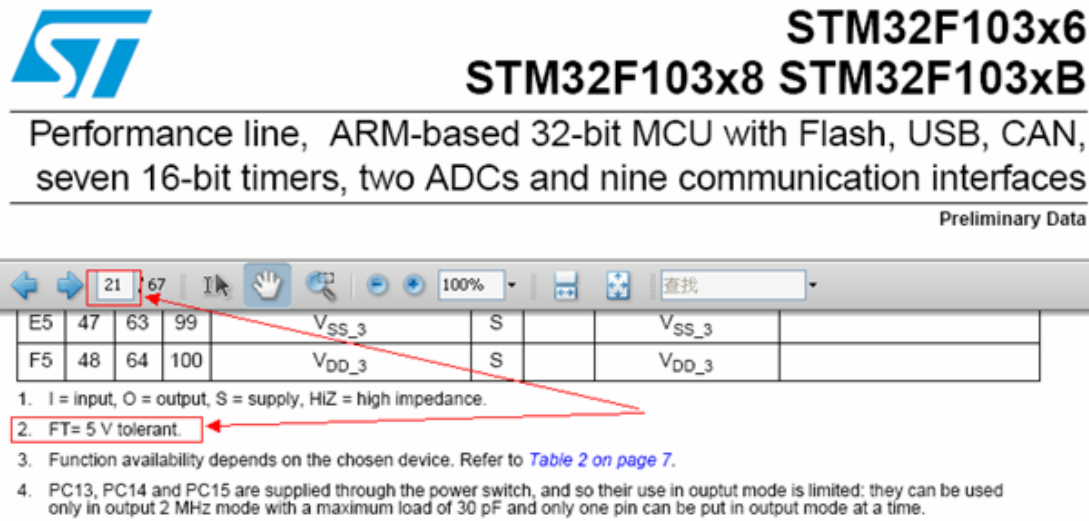 ST
STM32F103x6
STM32F103x8 STM32F103xB
Performance line, ARM-based 32-bit MCU with Flash, USB, CAN,
seven 16-bit timers, two ADCs and nine communication interfaces
Preliminary Data
21 / 67 100% 查找
E5 47 63 99 VSS_3 S VSS_3
F5 48 64 100 VDD_3 S VDD_3
1. I = input, O = output, S = supply, HiZ = high impedance.
2. FT= 5 V tolerant.
3. Function availability depends on the chosen device. Refer to Table 2 on page 7.
4. PC13, PC14 and PC15 are supplied through the power switch, and so their use in ouptut mode is limited: they can be used
only in output 2 MHz mode with a maximum load of 30 pF and only one pin can be put in output mode at a time.